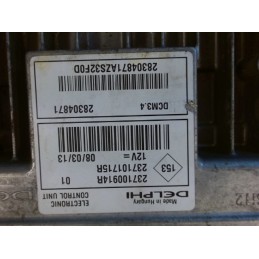 DELPHI
Made in Hungary
ELECTRONIC
CONTROL UNIT
237100914R
237101715R
01
12V=
08/03/13
153
28304871
DCM3.4
28304871AZS32F0D